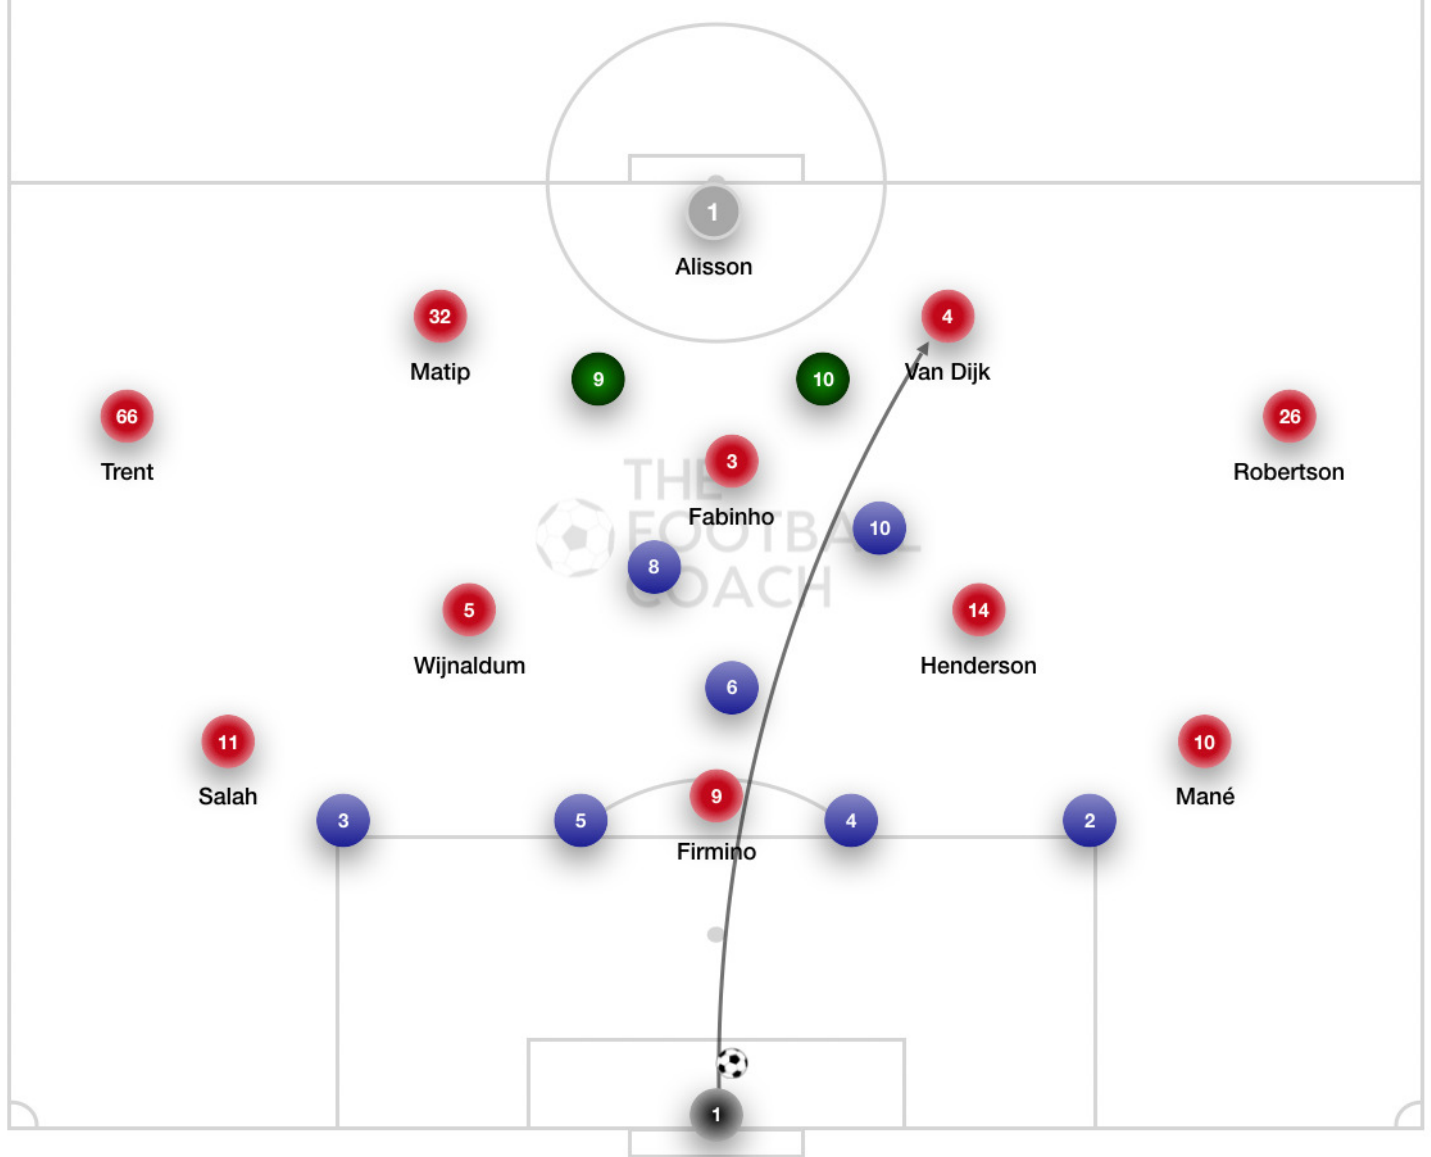 1
Alisson
32
4
Matip
9
10
Van Dijk
66
26
Trent
3
Robertson
THE
Fabinho
10
FOOTBALL
8
COACH
5
14
Wijnaldum
Henderson
6
11
10
Salah
9
Mané
3
5
4
2
Firmino
1